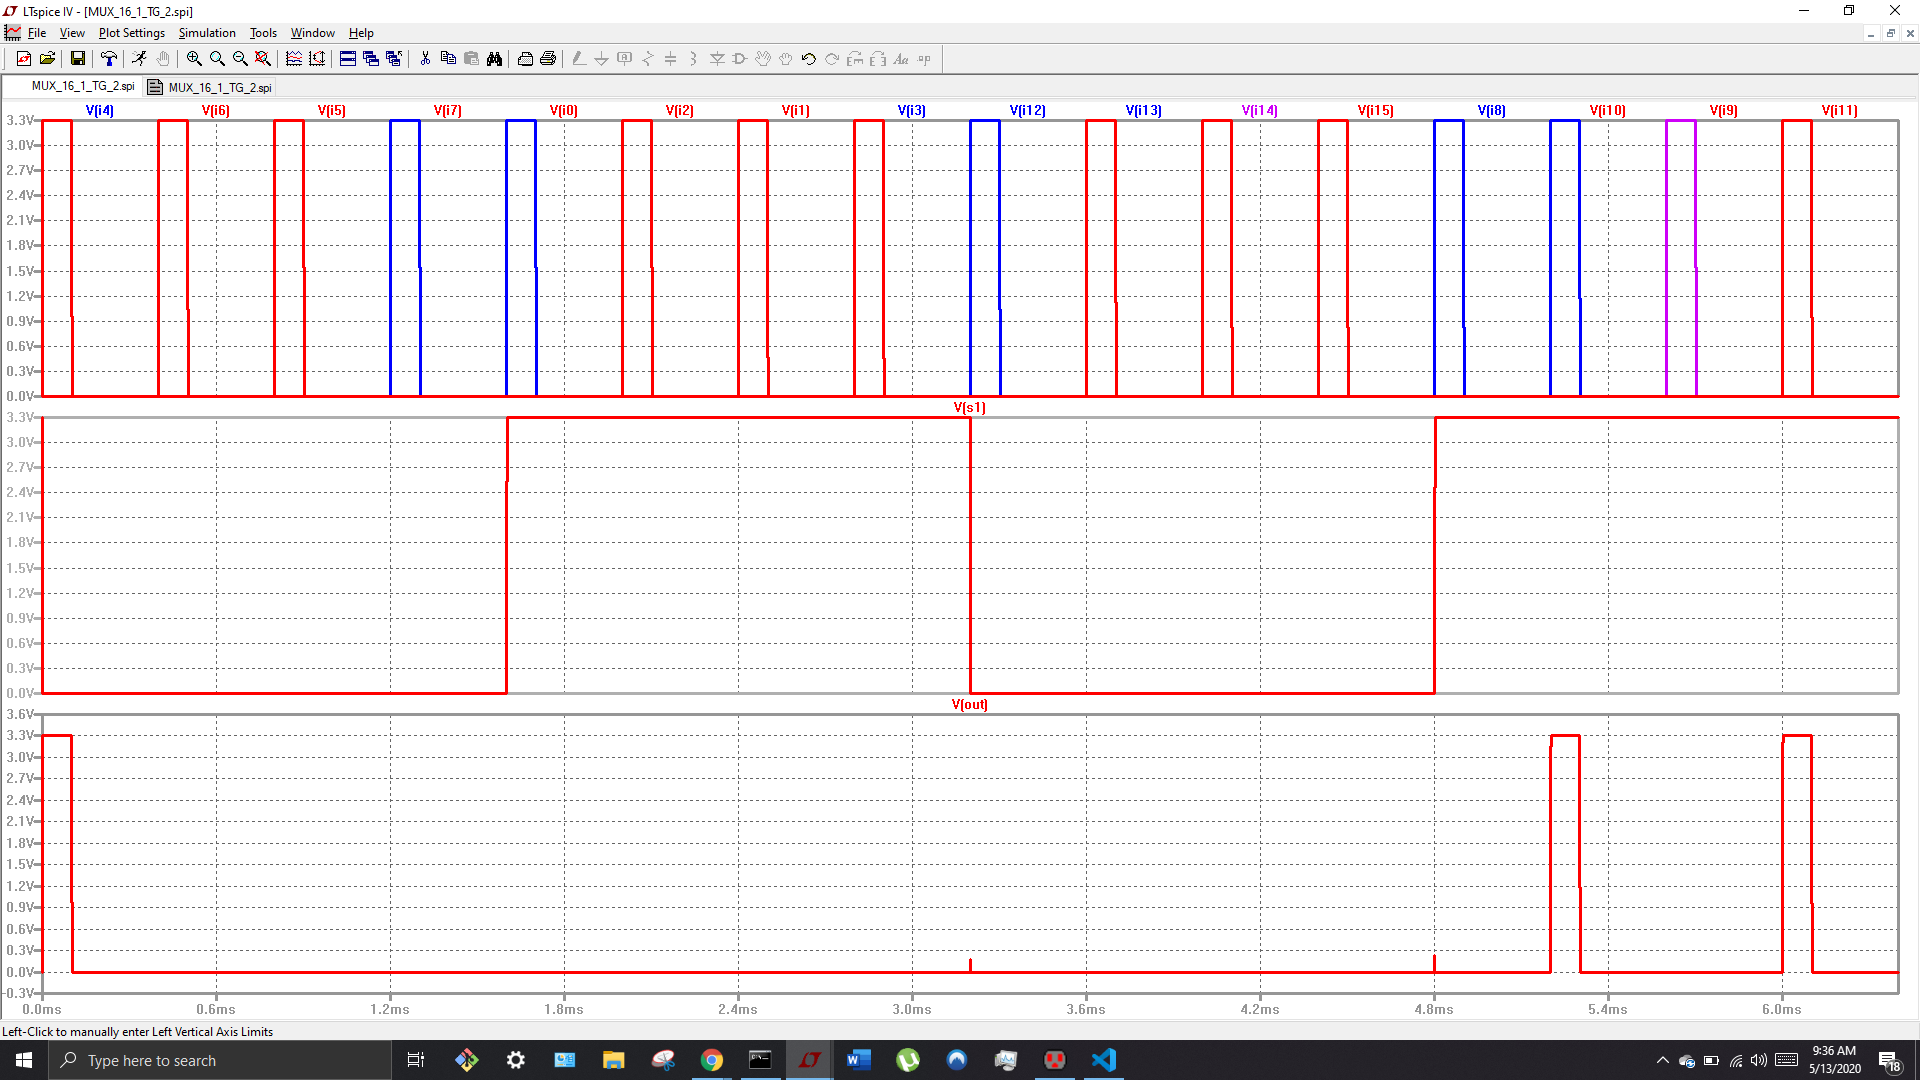 LTspice IV - [MUX_16_1_TG_2.spi]
File View Plot Settings Simulation Tools Window Help
MUX_16_1_TG_2.spi MUX_16_1_TG_2.spi
V(i4) V(i6) V(i5) V(i7) V(i0) V(i2) V(i1) V(i3) V(i12) V(i13) V(i14) V(i15) V(i8) V(i10) V(i9) V(i11)
3.3V
3.0V
2.7V
2.4V
2.1V
1.8V
1.5V
1.2V
0.9V
0.6V
0.3V
0.0V
V(s1)
3.3V
3.0V
2.7V
2.4V
2.1V
1.8V
1.5V
1.2V
0.9V
0.6V
0.3V
0.0V
V(out)
3.6V
3.3V
3.0V
2.7V
2.4V
2.1V
1.8V
1.5V
1.2V
0.9V
0.6V
0.3V
0.0V
-0.3V
0.0ms 0.6ms 1.2ms 1.8ms 2.4ms 3.0ms 3.6ms 4.2ms 4.8ms 5.4ms 6.0ms
Left-Click to manually enter Left Vertical Axis Limits
Type here to search
9:36 AM
5/13/2020
18